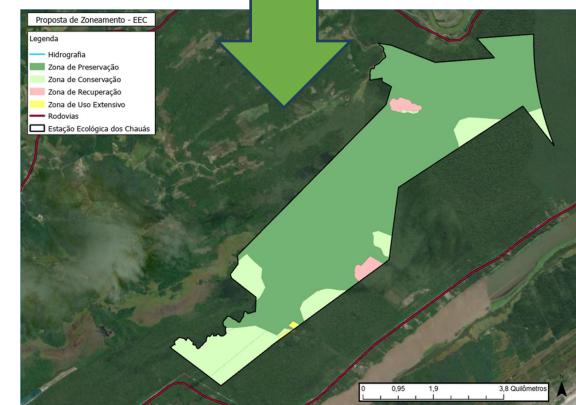 Proposta de Zoneamento - EEC
Legenda
Hidrografia
Zona de Preservação
Zona de Conservação
Zona de Recuperação
Zona de Uso Extensivo
Rodovias
Estação Ecológica dos Chauás
0 0,95 1,9 3,8 Quilômetros